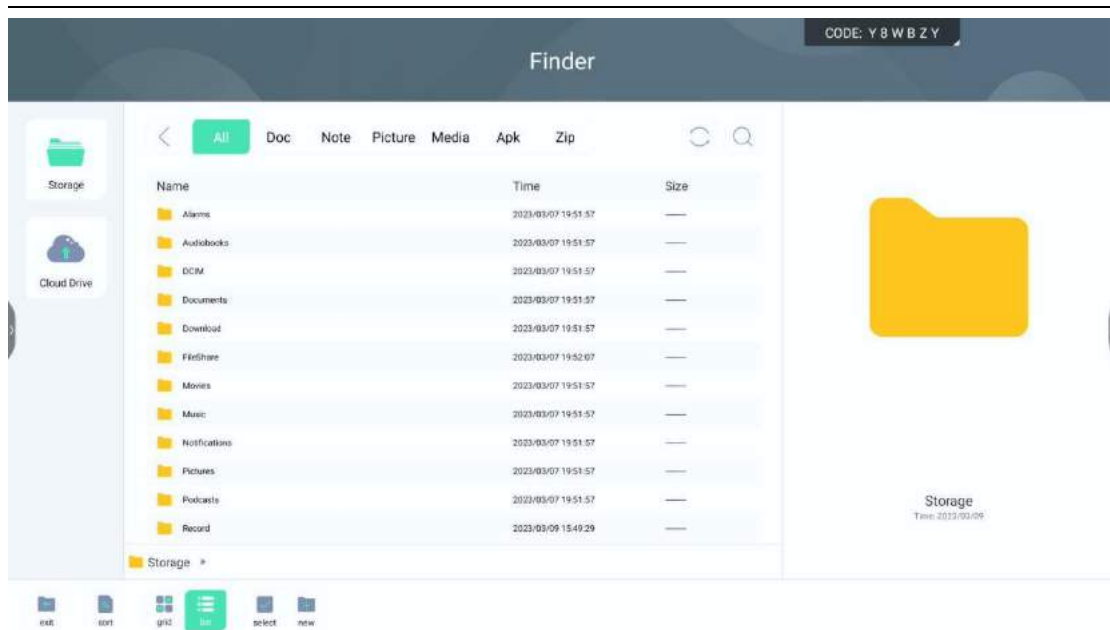 CODE: Y 8 W B Z Y
Finder
All Doc Note Picture Media Apk Zip
Storage
Cloud Drive
Name Time Size
Alarms 2023/03/07 19:51:57 ——
Audiobooks 2023/03/07 19:51:57 ——
DCIM 2023/03/07 19:51:57 ——
Documents 2023/03/07 19:51:57 ——
Download 2023/03/07 19:51:57 ——
FileShare 2023/03/07 19:52:07 ——
Movies 2023/03/07 19:51:57 ——
Music 2023/03/07 19:51:57 ——
Notifications 2023/03/07 19:51:57 ——
Pictures 2023/03/07 19:51:57 ——
Podcasts 2023/03/07 19:51:57 ——
Record 2023/03/09 15:49:29 ——
Storage
Time: 2023/03/09
Storage
exit sort grid list select new